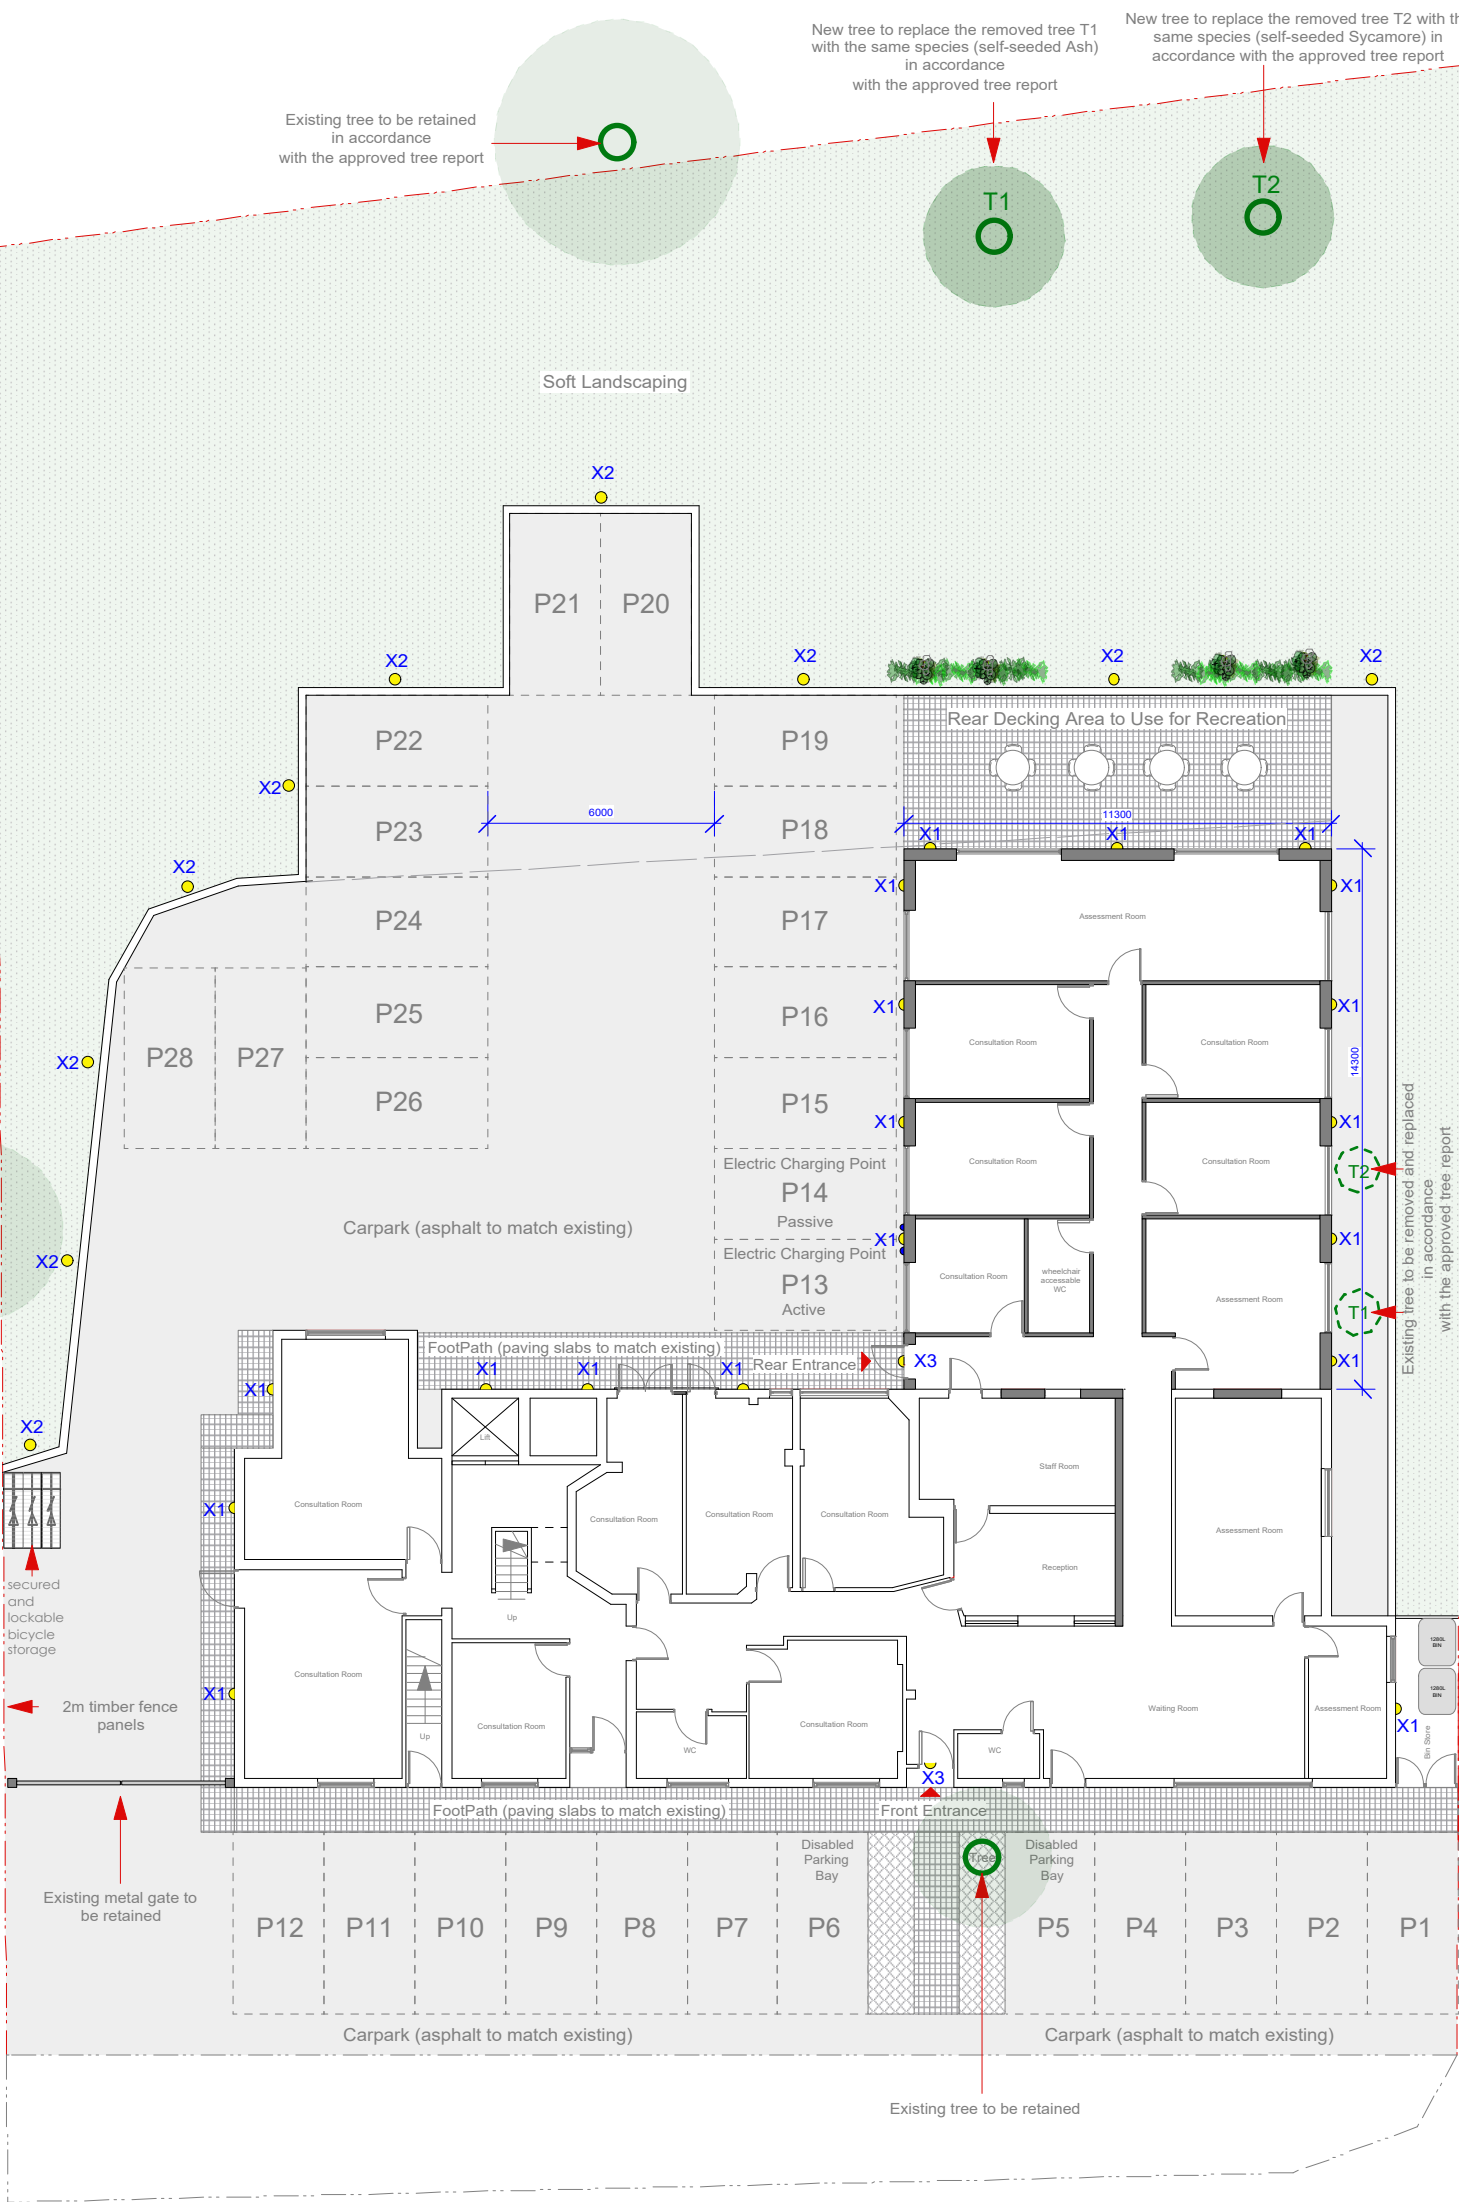 New tree to replace the removed tree T1
with the same species (self-seeded Ash)
in accordance
with the approved tree report
New tree to replace the removed tree T2 with th
same species (self-seeded Sycamore) in
accordance with the approved tree report
Existing tree to be retained
in accordance
with the approved tree report
T1
T2
Soft Landscaping
X2
P21
P20
X2
X2
X2
X2
Rear Decking Area to Use for Recreation
P22
P19
X2
6000
11300
P23
P18
X1
X1
X1
X2
X1
X1
P24
P17
Assessment Room
X1
X1
P25
P16
Consultation Room
Consultation Room
P28
P27
X2
14300
P26
P15
X1
X1
Consultation Room
Consultation Room
Electric Charging Point
P14
Passive
T2
Existing tree to be removed and replaced
in accordance
with the approved tree report
Carpark (asphalt to match existing)
X1
X1
X2
Electric Charging Point
P13
Active
Consultation Room
wheelchair
accessable
WC
Assessment Room
T1
FootPath (paving slabs to match existing)
Rear Entrance
X3
X1
X1
X1
X1
X1
X2
Lift
Staff Room
Consultation Room
X1
Consultation Room
Consultation Room
Consultation Room
Assessment Room
Reception
secured
and
lockable
bicycle
storage
Up
1280L
BIN
1280L
BIN
Consultation Room
X1
2m timber fence
panels
Up
Consultation Room
WC
Consultation Room
WC
Waiting Room
Assessment Room
X1
Bin Store
X3
FootPath (paving slabs to match existing)
Front Entrance
Disabled
Parking
Bay
Tree
Disabled
Parking
Bay
Existing metal gate to
be retained
P12
P11
P10
P9
P8
P7
P6
P5
P4
P3
P2
P1
Carpark (asphalt to match existing)
Carpark (asphalt to match existing)
Existing tree to be retained